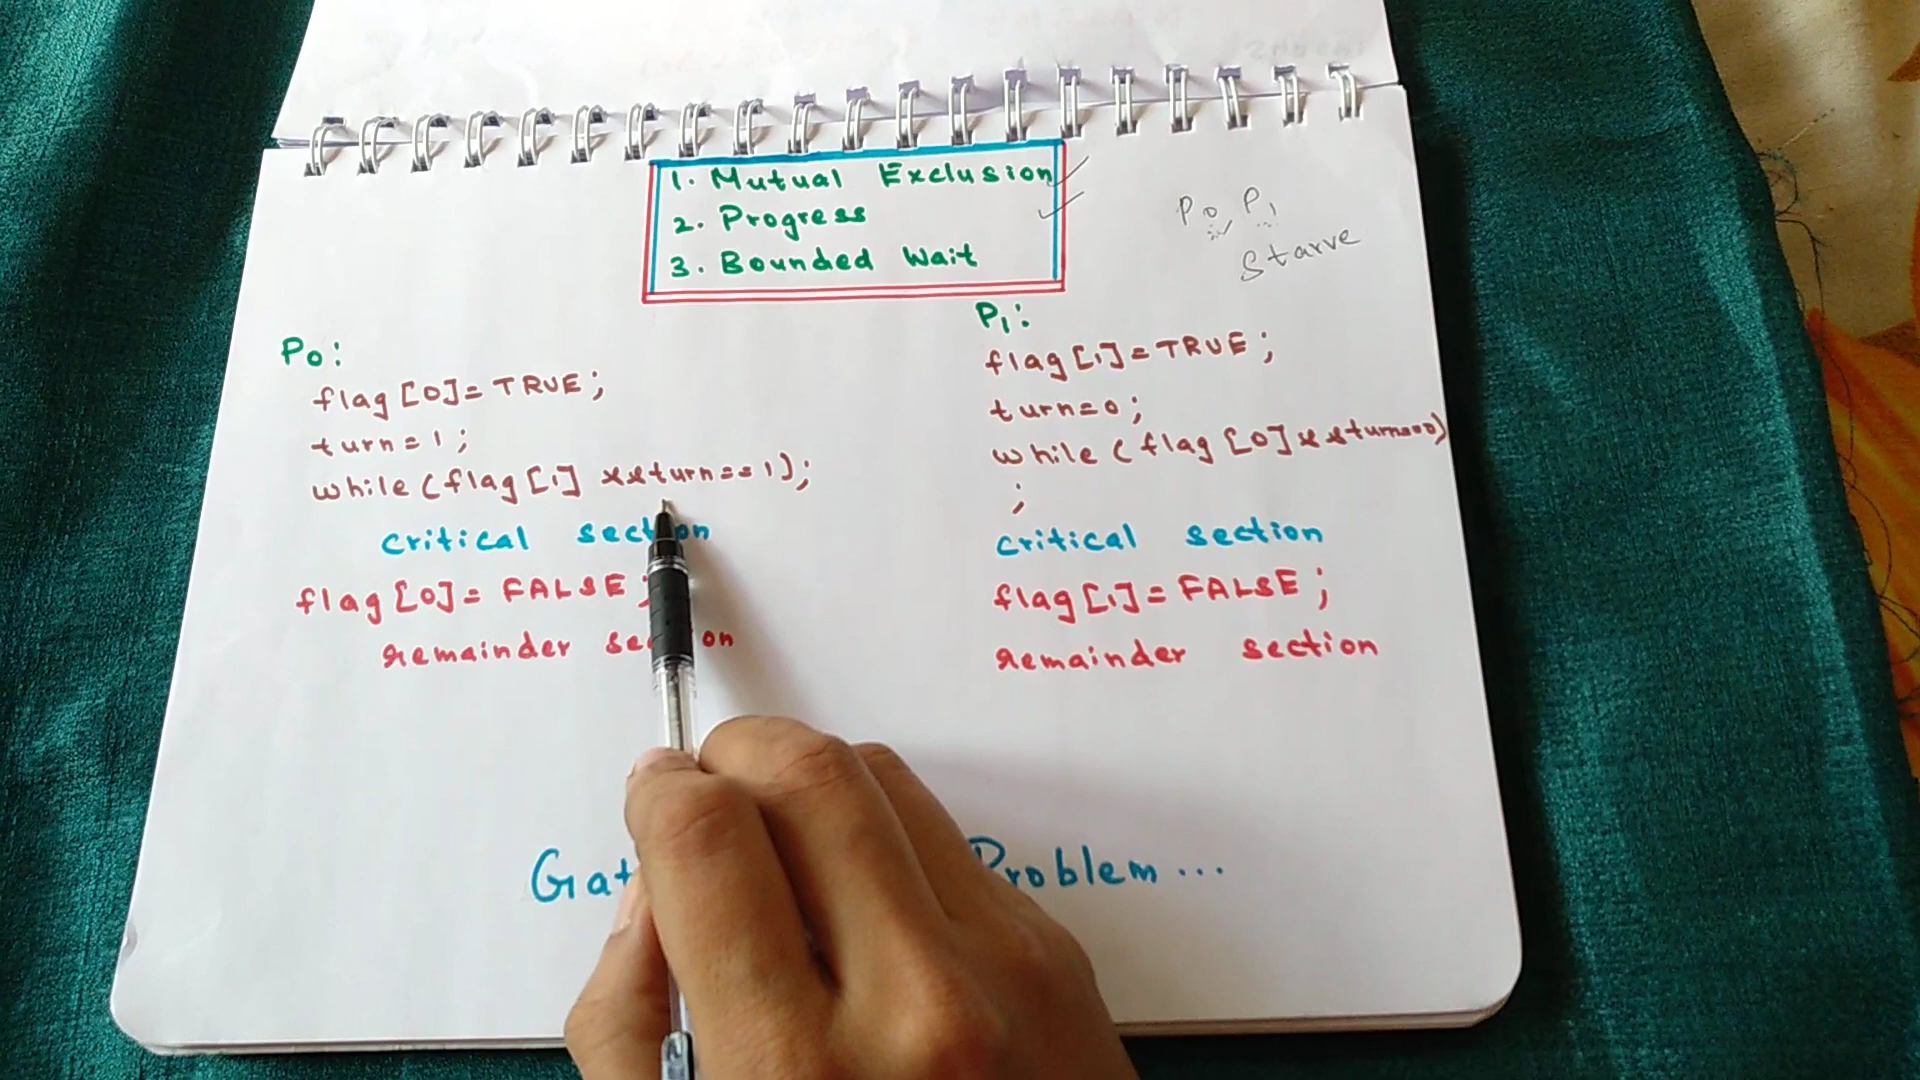 1. Mutual Exclusion
2. Progress
3. Bounded Wait
P0, P1
Starve
P0:
flag [0]= TRUE;
turn = 1;
while (flag [1] &&turn==1);
critical section
flag [0]= FALSE;
remainder section
P1:
flag [1]=TRUE;
turn=0;
while (flag [0]&&turn==0)
;
critical section
flag [1]=FALSE;
remainder section
Problem...